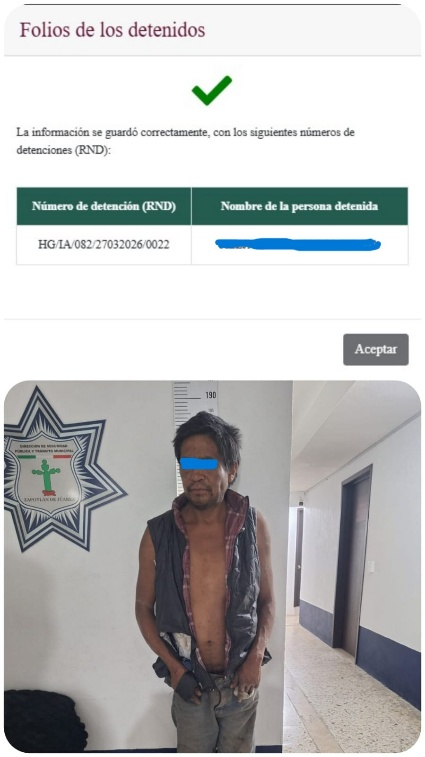 Folios de los detenidos
La información se guardó correctamente, con los siguientes números de
detenciones (RND):
Número de detención (RND)
Nombre de la persona detenida
HG/IA/082/27032026/0022
Aceptar
190
DIRECCIÓN DE SEGURIDAD
PÚBLICA Y TRÁNSITO MUNICIPAL
ZAPOTLÁN DE JUÁREZ